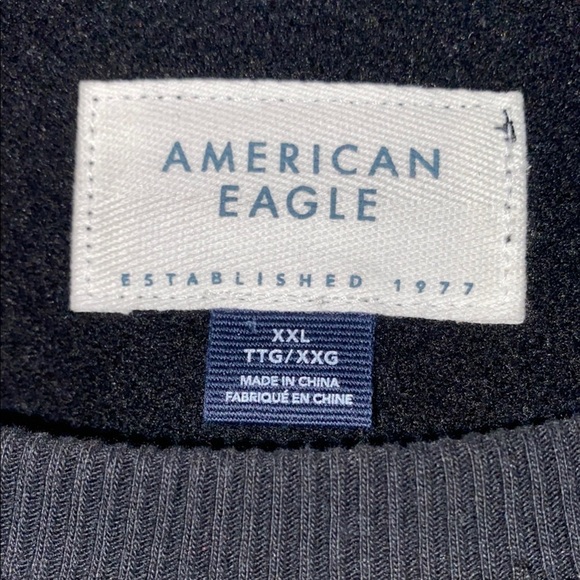 AMERICAN
EAGLE
ESTABLISHED 1977
XXL
TTG/XXG
MADE IN CHINA
FABRIQUÉ EN CHINE